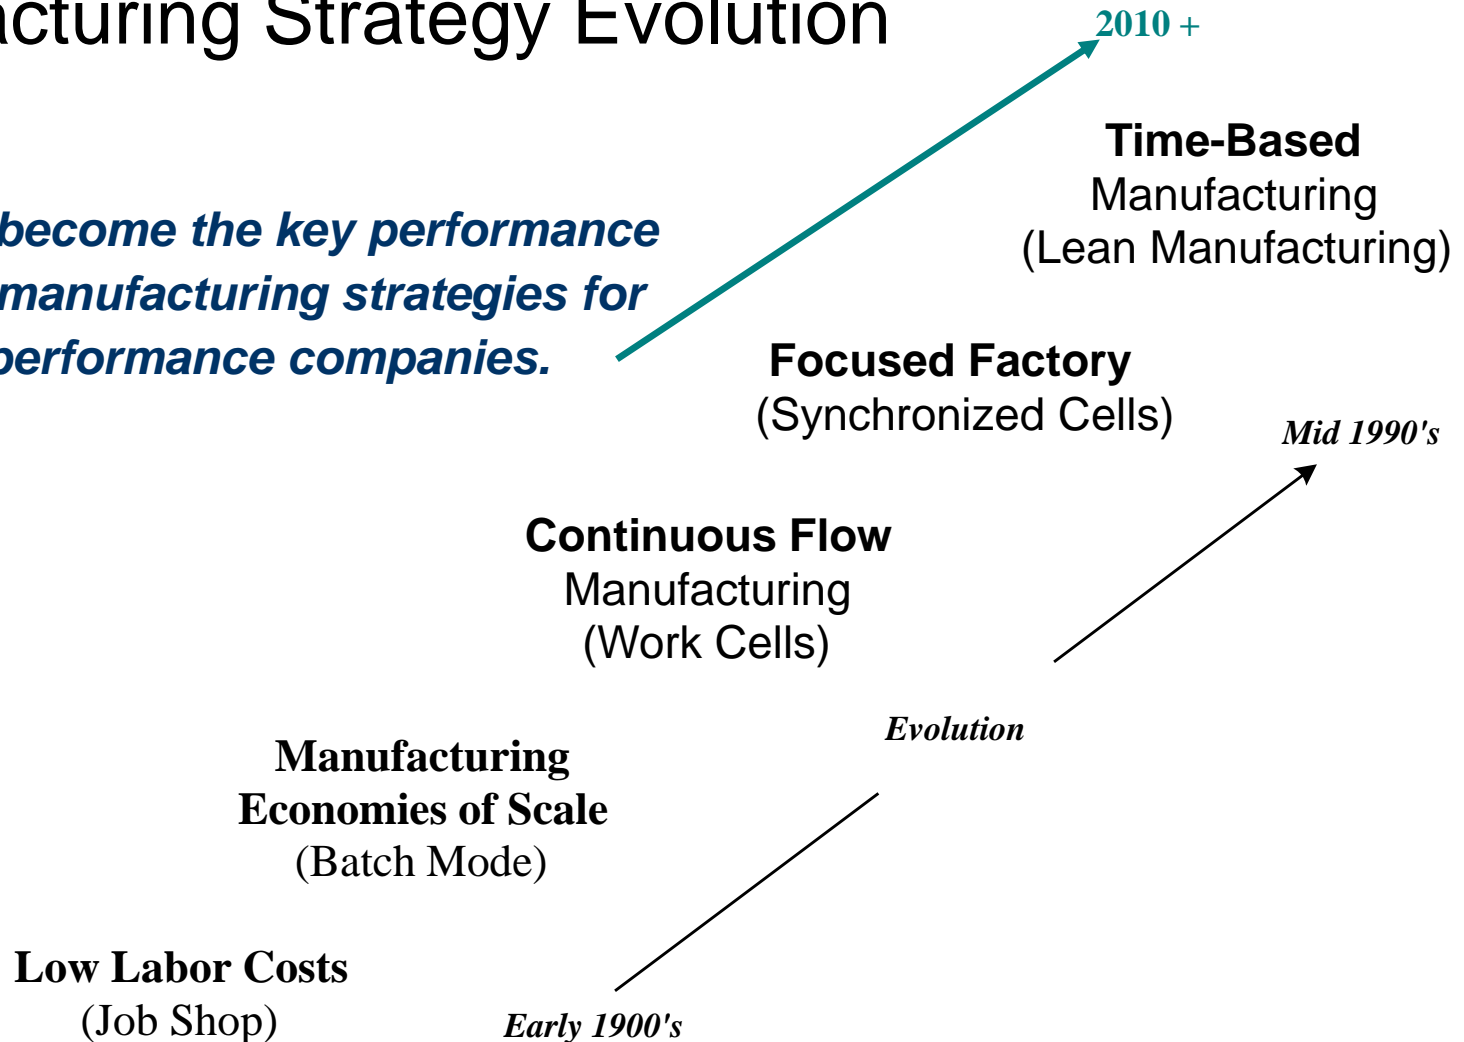 acturing Strategy Evolution
2010 +
Time-Based
Manufacturing
(Lean Manufacturing)
become the key performance
manufacturing strategies for
performance companies.
Focused Factory
(Synchronized Cells)
Mid 1990's
Continuous Flow
Manufacturing
(Work Cells)
Evolution
Manufacturing
Economies of Scale
(Batch Mode)
Low Labor Costs
(Job Shop)
Early 1900's